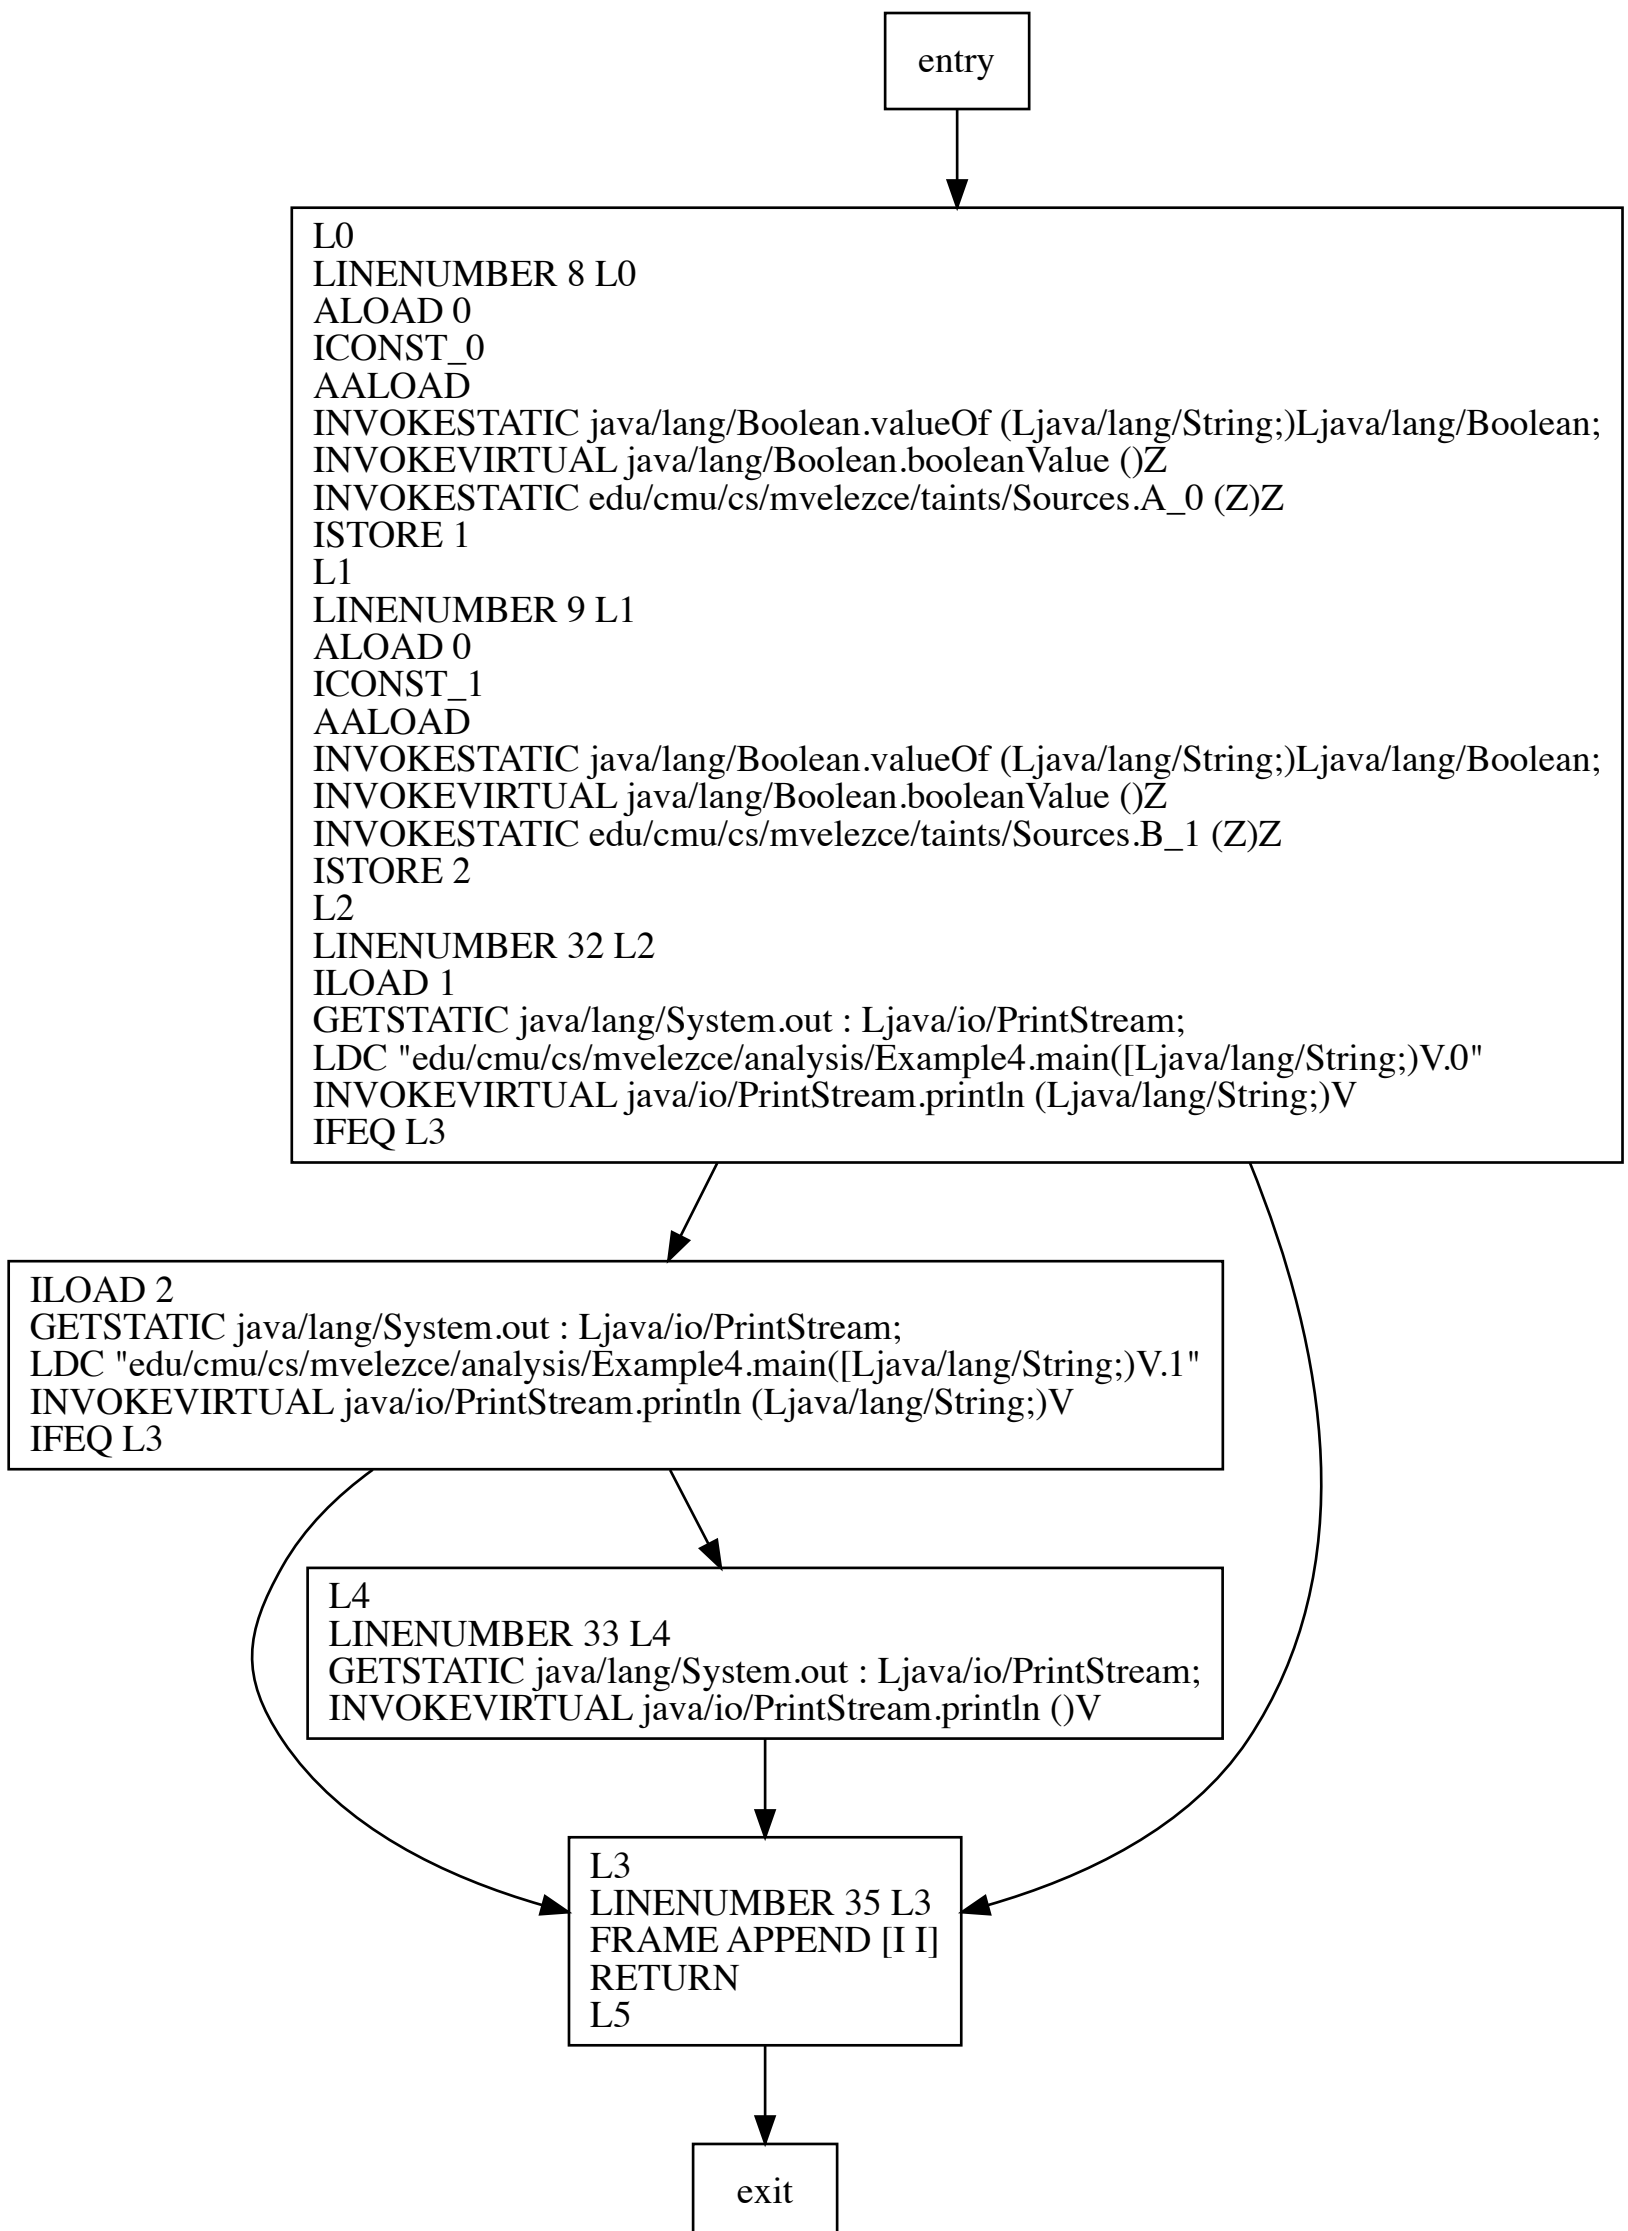 entry
L0
LINENUMBER 8 L0
ALOAD 0
ICONST_0
AALOAD
INVOKESTATIC java/lang/Boolean.valueOf (Ljava/lang/String;)Ljava/lang/Boolean;
INVOKEVIRTUAL java/lang/Boolean.booleanValue ()Z
INVOKESTATIC edu/cmu/cs/mvelezce/taints/Sources.A_0 (Z)Z
ISTORE 1
L1
LINENUMBER 9 L1
ALOAD 0
ICONST_1
AALOAD
INVOKESTATIC java/lang/Boolean.valueOf (Ljava/lang/String;)Ljava/lang/Boolean;
INVOKEVIRTUAL java/lang/Boolean.booleanValue ()Z
INVOKESTATIC edu/cmu/cs/mvelezce/taints/Sources.B_1 (Z)Z
ISTORE 2
L2
LINENUMBER 32 L2
ILOAD 1
GETSTATIC java/lang/System.out : Ljava/io/PrintStream;
LDC "edu/cmu/cs/mvelezce/analysis/Example4.main([Ljava/lang/String;)V.0"
INVOKEVIRTUAL java/io/PrintStream.println (Ljava/lang/String;)V
IFEQ L3
ILOAD 2
GETSTATIC java/lang/System.out : Ljava/io/PrintStream;
LDC "edu/cmu/cs/mvelezce/analysis/Example4.main([Ljava/lang/String;)V.1"
INVOKEVIRTUAL java/io/PrintStream.println (Ljava/lang/String;)V
IFEQ L3
L4
LINENUMBER 33 L4
GETSTATIC java/lang/System.out : Ljava/io/PrintStream;
INVOKEVIRTUAL java/io/PrintStream.println ()V
L3
LINENUMBER 35 L3
FRAME APPEND [I I]
RETURN
L5
exit